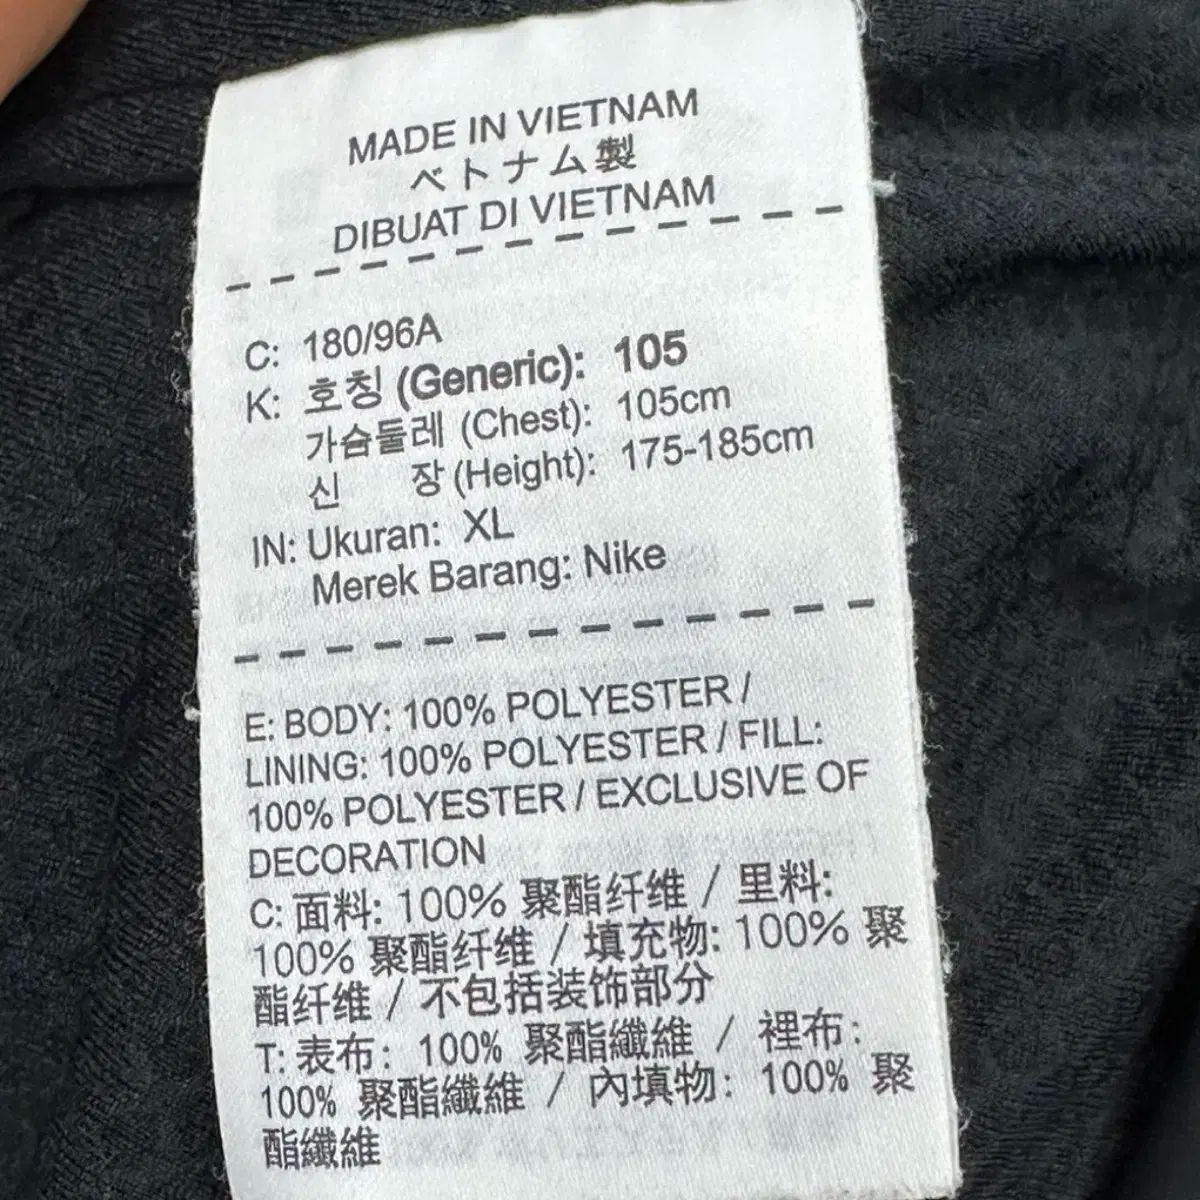 MADE IN VIETNAM
ベトナム製
DIBUAT DI VIETNAM
C: 180/96A
K: 호칭 (Generic): 105
가슴둘레 (Chest): 105cm
신 장 (Height): 175-185cm
IN: Ukuran: XL
Merek Barang: Nike
E: BODY: 100% POLYESTER /
LINING: 100% POLYESTER / FILL:
100% POLYESTER / EXCLUSIVE OF
DECORATION
C: 面料: 100% 聚酯纤维 / 里料:
100% 聚酯纤维 / 填充物: 100% 聚
酯纤维 / 不包括装饰部分
T: 表布: 100% 聚酯纖維 / 裡布:
100% 聚酯纖維 / 內填物: 100% 聚
酯纖維